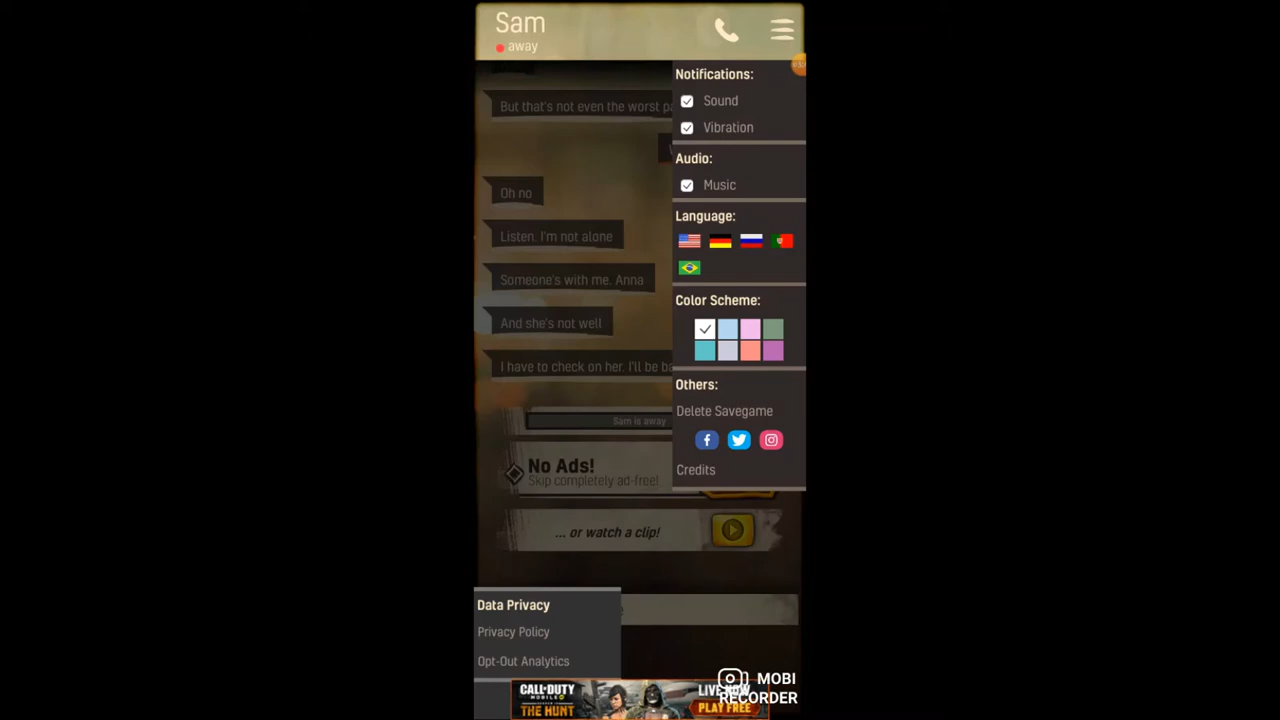 Sam
away
But that's not even the worst pa
Oh no
Listen. I'm not alone
Someone's with me. Anna
And she's not well
I have to check on her. I'll be ba
Sam is away
No Ads!
Skip completely ad-free!
... or watch a clip!
Notifications:
Sound
Vibration
Audio:
Music
Language:
Color Scheme:
Others:
Delete Savegame
Credits
Data Privacy
Privacy Policy
Opt-Out Analytics
CALL OF DUTY
MOBILE
THE HUNT
LIVE NOW
PLAY FREE
MOBI
RECORDER